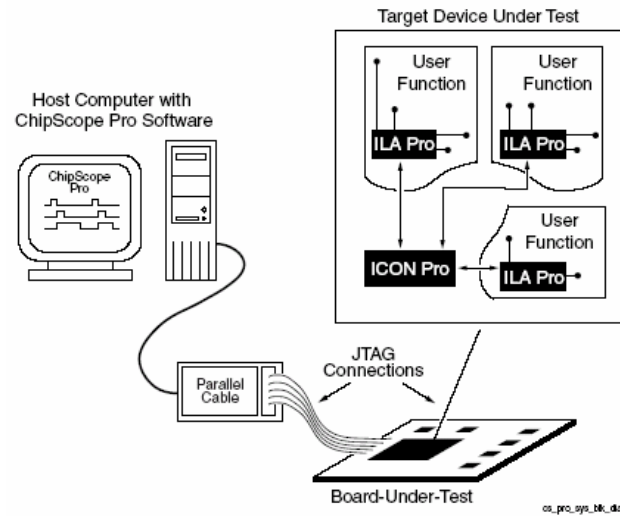 Target Device Under Test
User
Function
ILA Pro
User
Function
ILA Pro
User
Function
ILA Pro
ICON Pro
Host Computer with
ChipScope Pro Software
ChipScope
Pro
Parallel
Cable
JTAG
Connections
Board-Under-Test
cs_pro_sys_blk_dia